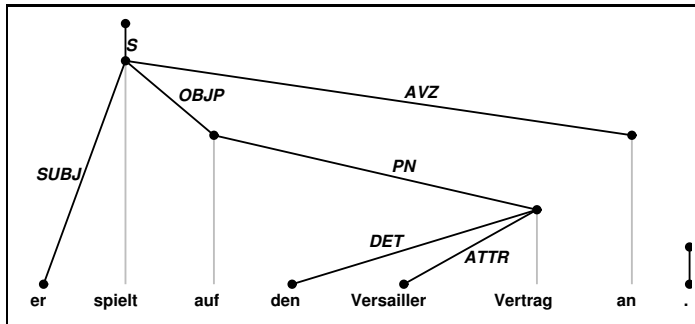 S
OBJP
AVZ
SUBJ
PN
DET
ATTR
er spielt auf den Versailler Vertrag an .